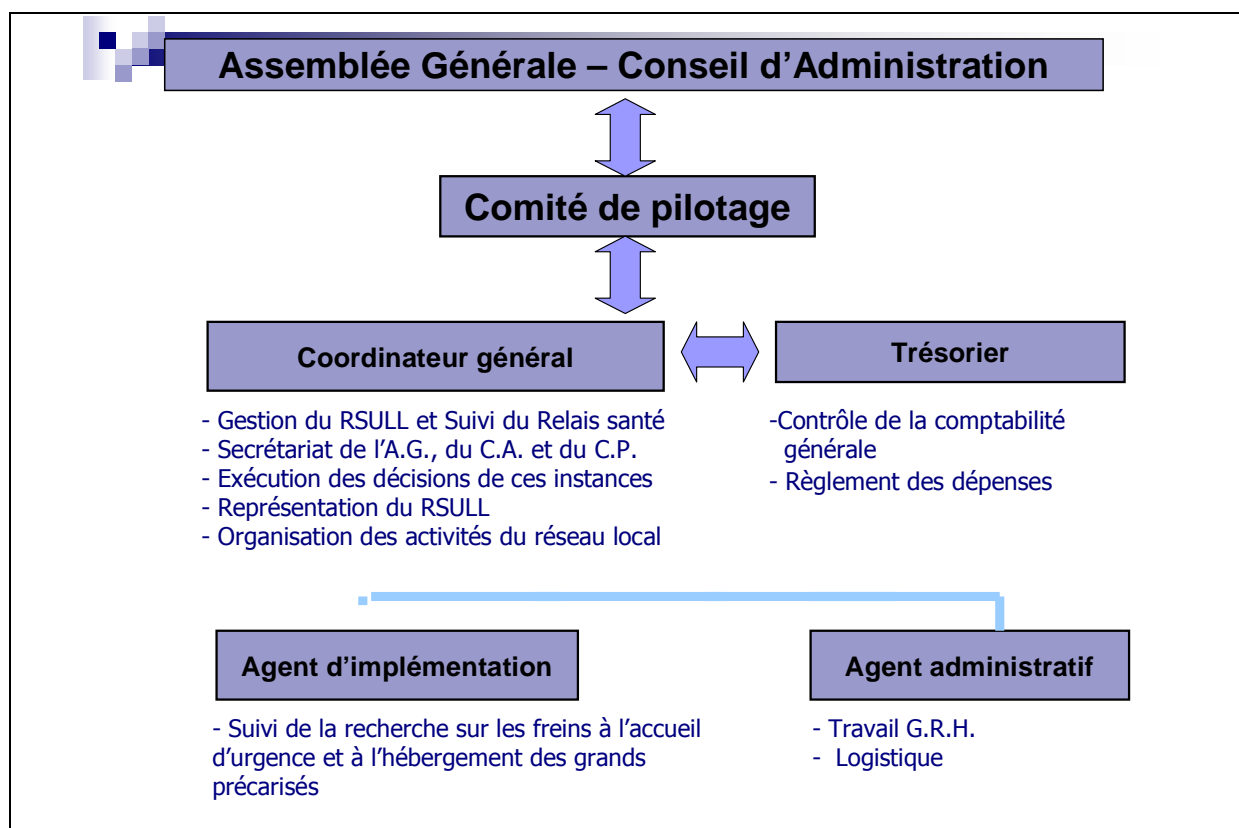 Assemblée Générale – Conseil d’Administration
Comité de pilotage
Coordinateur général
Trésorier
- Gestion du RSULL et Suivi du Relais santé
- Secrétariat de l’A.G., du C.A. et du C.P.
- Exécution des décisions de ces instances
- Représentation du RSULL
- Organisation des activités du réseau local
-Contrôle de la comptabilité
générale
- Règlement des dépenses
Agent d’implémentation
Agent administratif
- Suivi de la recherche sur les freins à l’accueil
d’urgence et à l’hébergement des grands
précarisés
- Travail G.R.H.
- Logistique